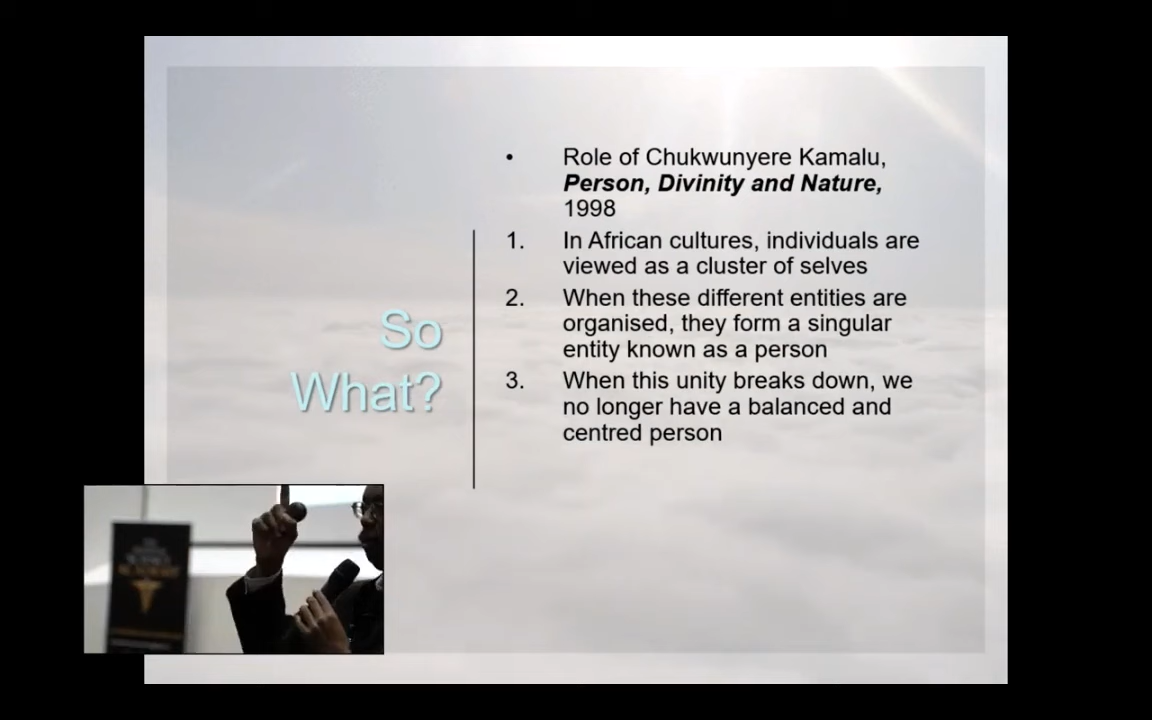 So
What?
• Role of Chukwunyere Kamalu,
Person, Divinity and Nature,
1998
1. In African cultures, individuals are
viewed as a cluster of selves
2. When these different entities are
organised, they form a singular
entity known as a person
3. When this unity breaks down, we
no longer have a balanced and
centred person